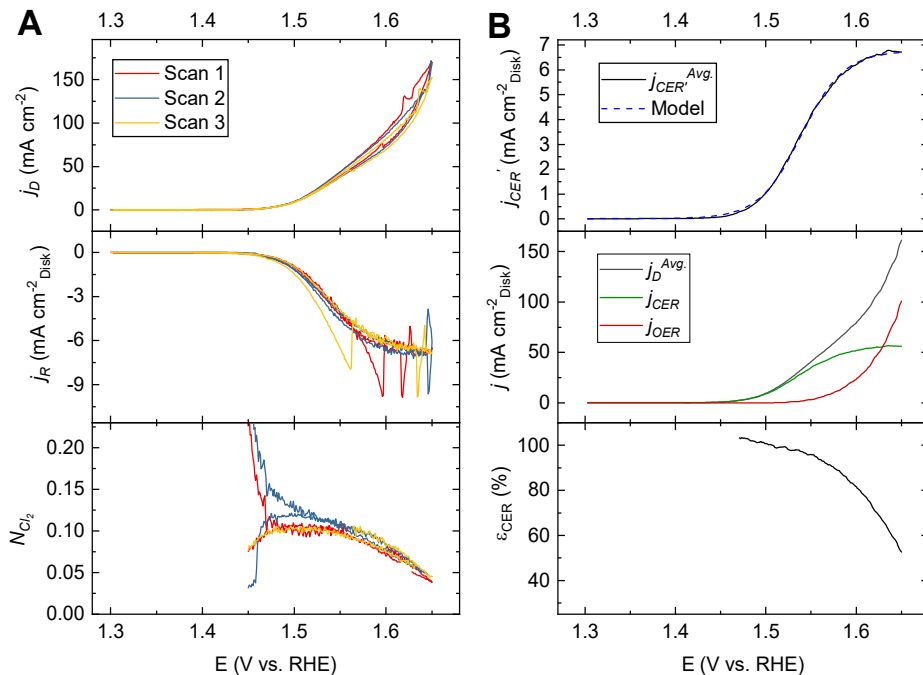 A
1.3 1.4 1.5 1.6
150
100
50
0
j_D (mA cm⁻²)
Scan 1
Scan 2
Scan 3
0
-3
-6
-9
j_R (mA cm⁻²_Disk)
0.20
0.15
0.10
0.05
0.00
N_Cl₂
1.3 1.4 1.5 1.6
E (V vs. RHE)
B
1.3 1.4 1.5 1.6
7
6
5
4
3
2
1
0
j_CER' (mA cm⁻²_Disk)
j_CER'^Avg.
Model
150
100
50
0
j (mA cm⁻²_Disk)
j_D^Avg.
j_CER
j_OER
100
80
60
40
ε_CER (%)
1.3 1.4 1.5 1.6
E (V vs. RHE)